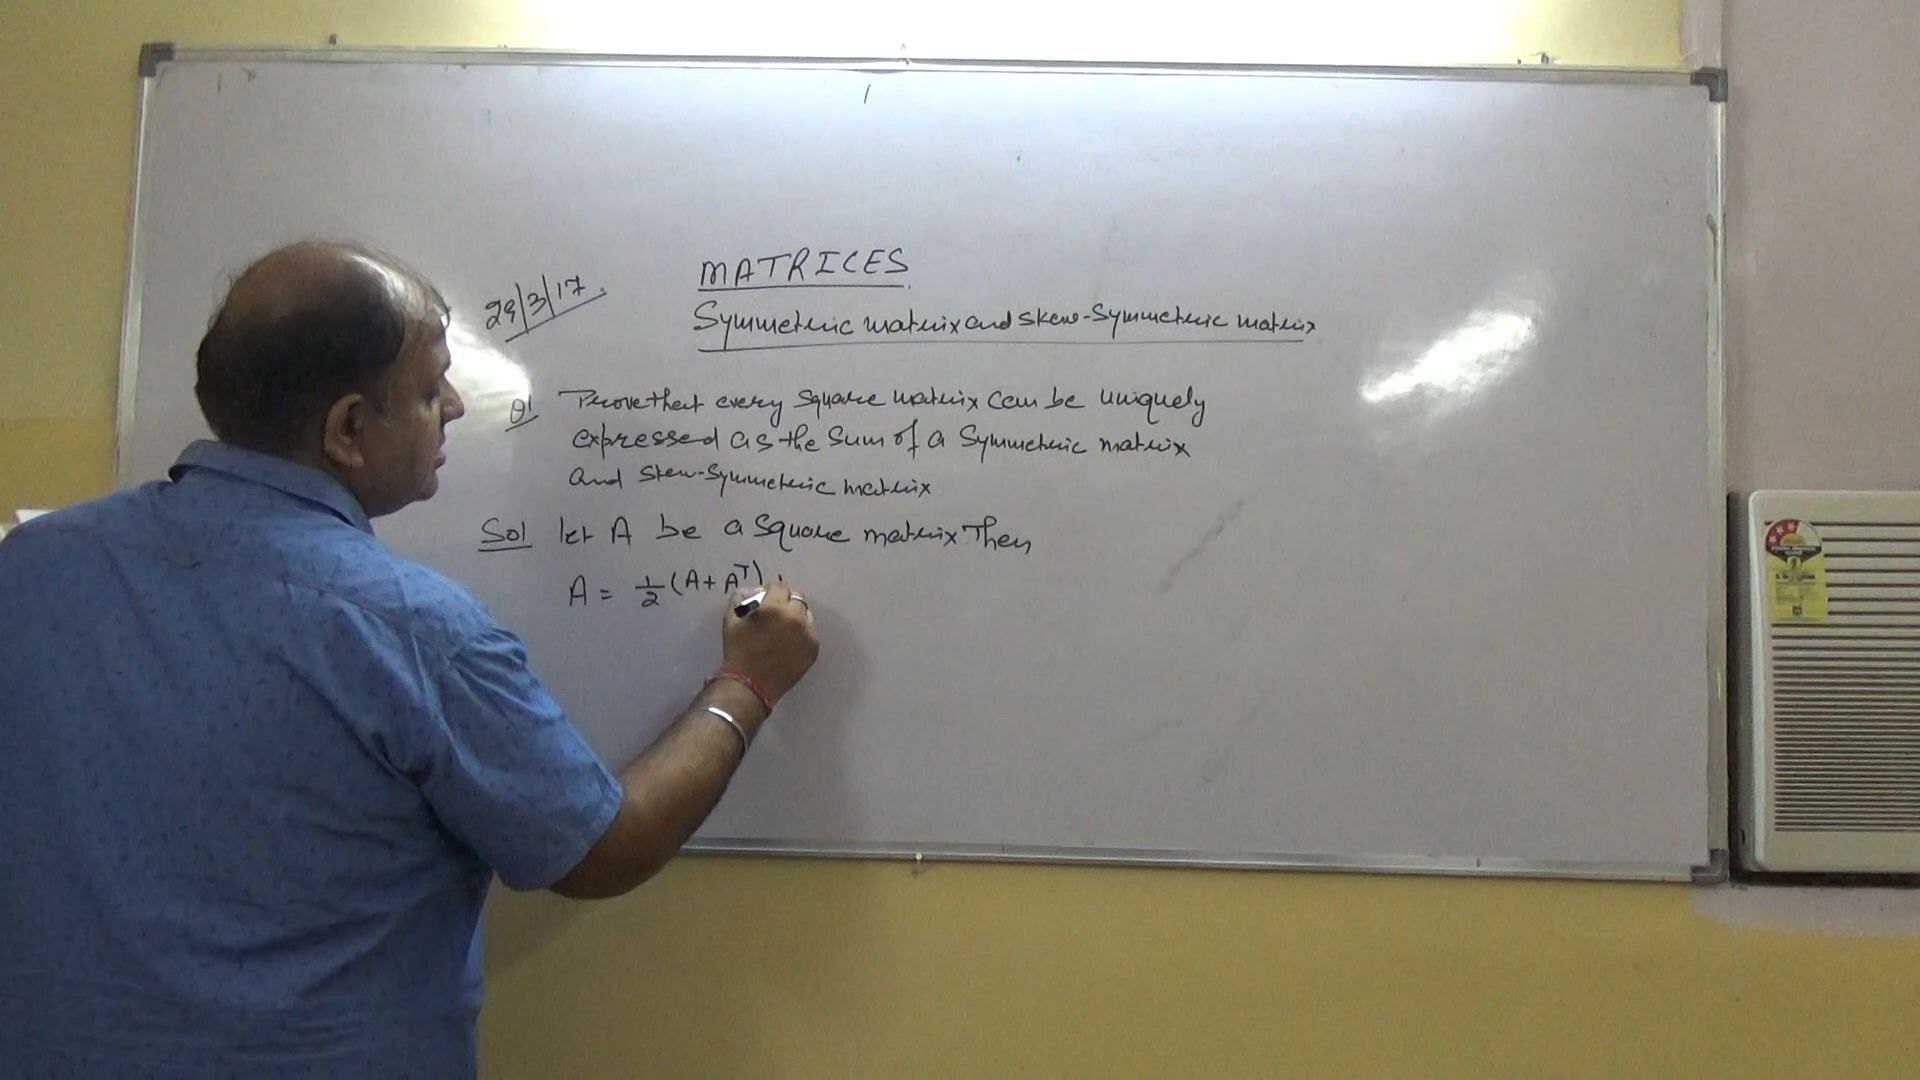 MATRICES
29/3/17.
Symmetric matrix and skew-Symmetric matrix
Q1 Prove that every square matrix can be uniquely
expressed as the sum of a symmetric matrix
and skew-symmetric matrix
Sol let A be a square matrix Then
A = 1/2 (A + A^T) +